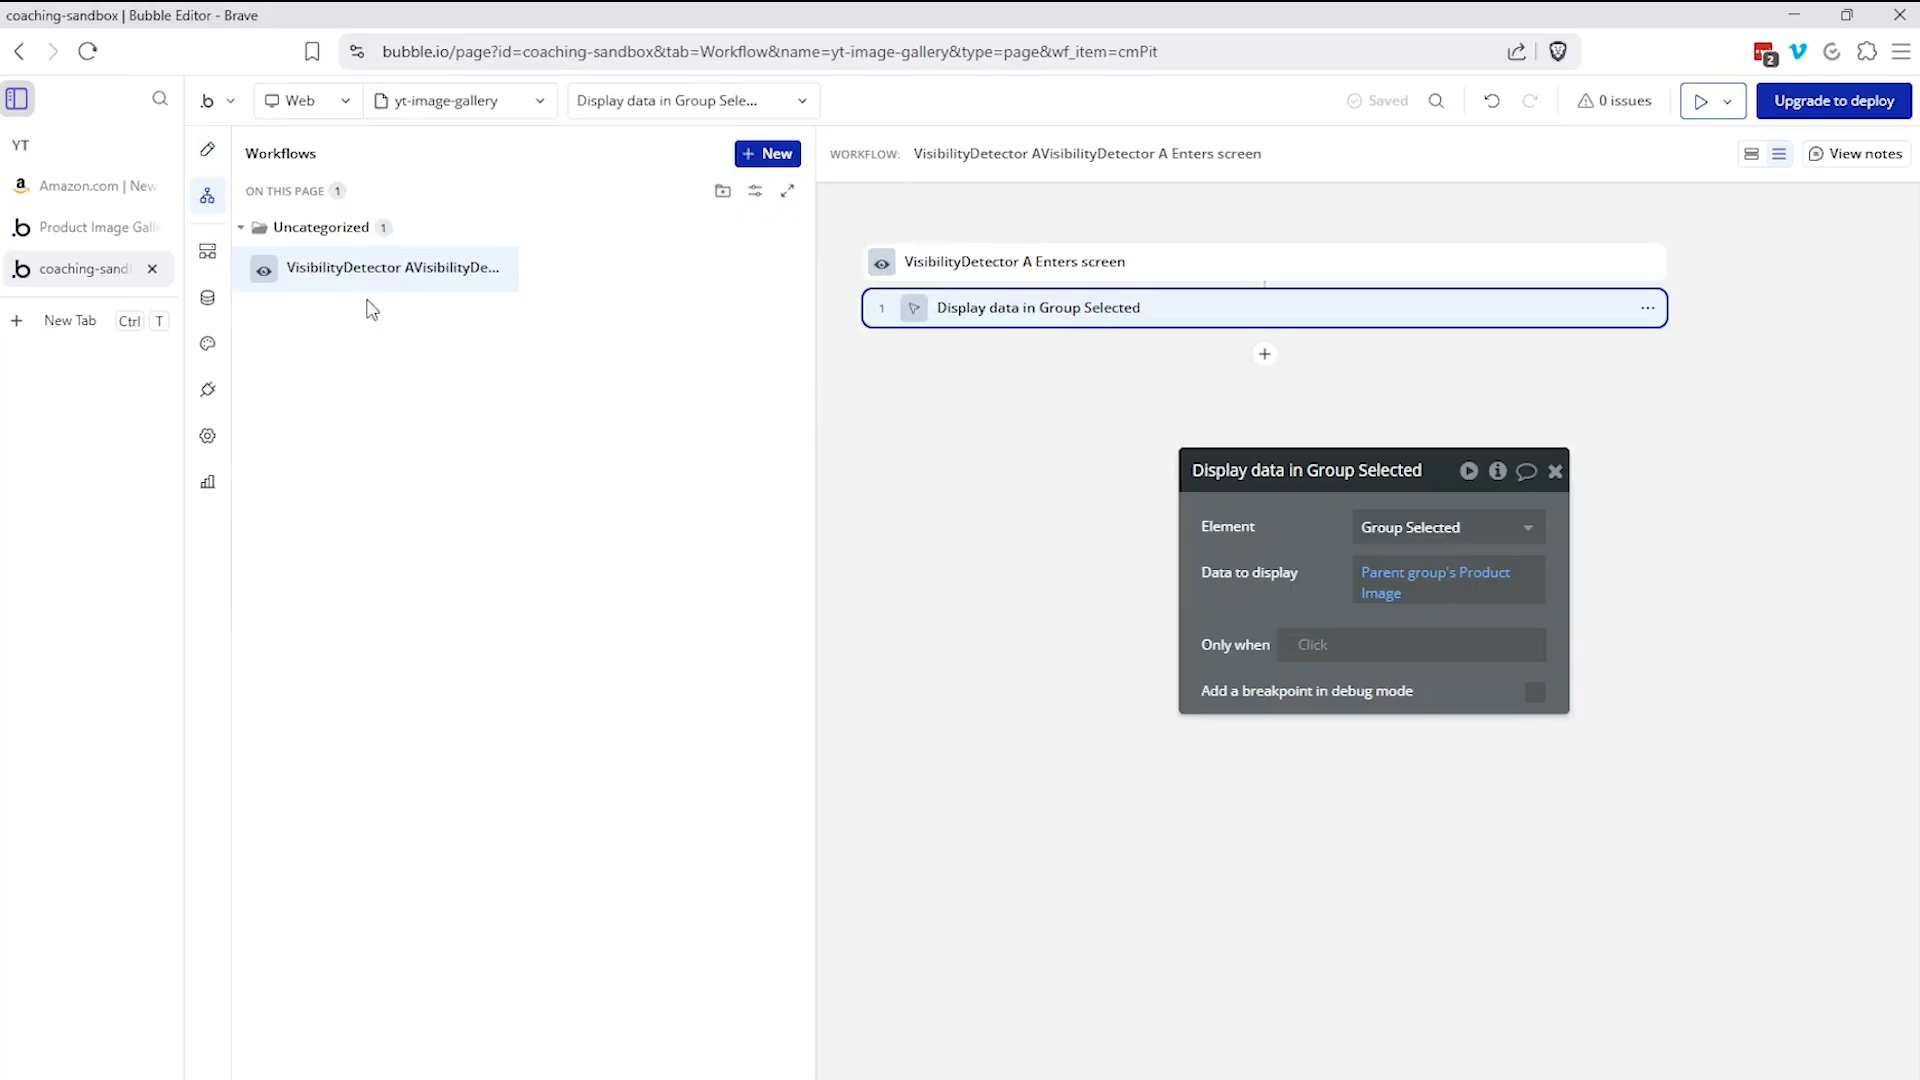 coaching-sandbox | Bubble Editor - Brave
bubble.io/page?id=coaching-sandbox&tab=Workflow&name=yt-image-gallery&type=page&wf_item=cmPit
2
.b
Web
yt-image-gallery
Display data in Group Sele...
Saved
0 issues
Upgrade to deploy
YT
a Amazon.com | New
.b Product Image Galle
.b coaching-sand
New Tab
Ctrl
T
Workflows
+ New
ON THIS PAGE 1
Uncategorized 1
VisibilityDetector AVisibilityDe...
WORKFLOW: VisibilityDetector AVisibilityDetector A Enters screen
View notes
VisibilityDetector A Enters screen
1 Display data in Group Selected
Display data in Group Selected
Element
Group Selected
Data to display
Parent group's Product
Image
Only when
Click
Add a breakpoint in debug mode